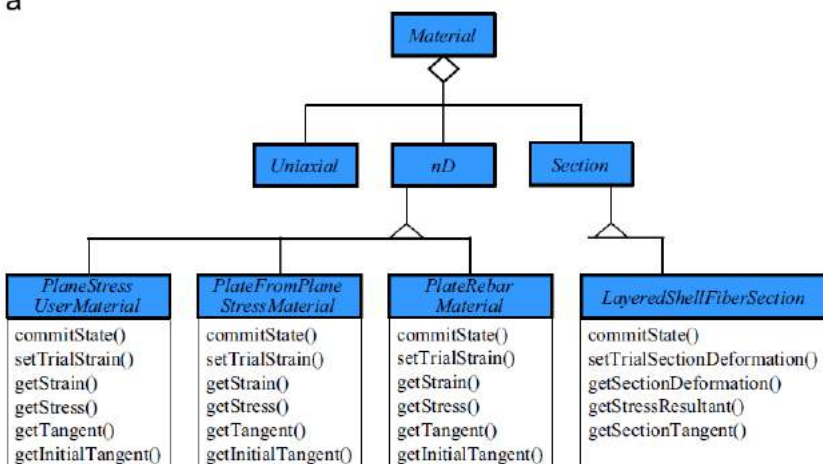 a
Material
Uniaxial
nD
Section
PlaneStress
UserMaterial
commitState()
setTrialStrain()
getStrain()
getStress()
getTangent()
getInitialTangent()
PlateFromPlane
StressMaterial
commitState()
setTrialStrain()
getStrain()
getStress()
getTangent()
getInitialTangent()
PlateRebar
Material
commitState()
setTrialStrain()
getStrain()
getStress()
getTangent()
getInitialTangent()
LayeredShellFiberSection
commitState()
setTrialSectionDeformation()
getSectionDeformation()
getStressResultant()
getSectionTangent()